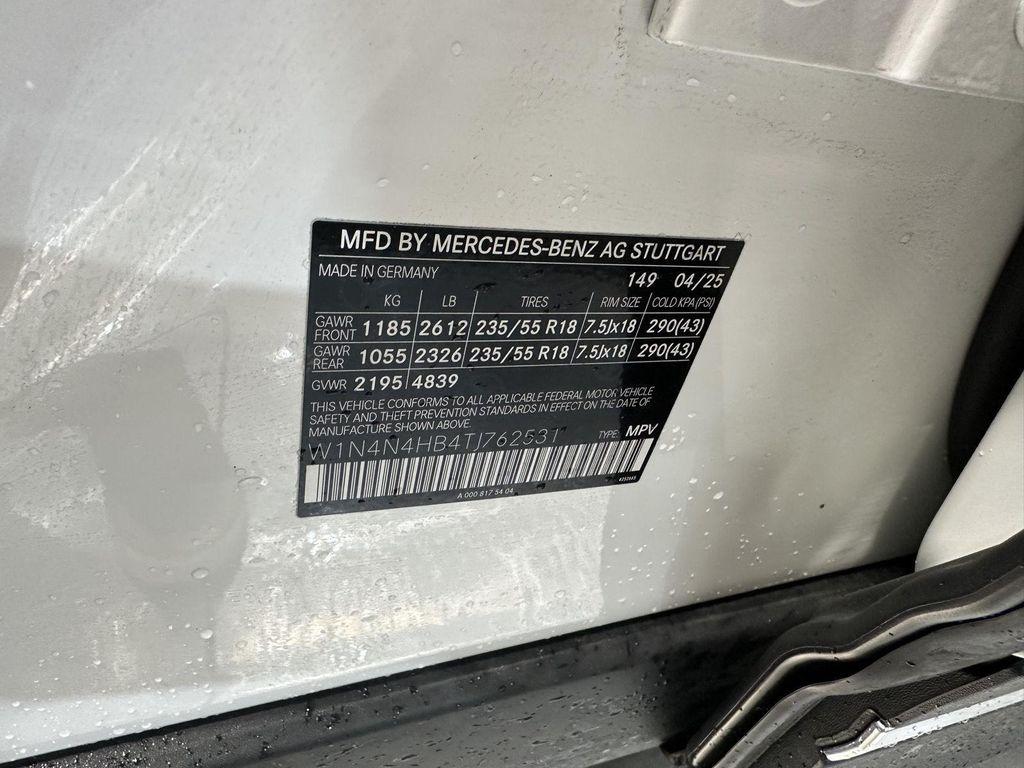 MFD BY MERCEDES-BENZ AG STUTTGART
MADE IN GERMANY 149 04/25
KG LB TIRES RIM SIZE COLD KPA(PSI)
GAWR FRONT 1185 2612 235/55 R18 7.5Jx18 290(43)
GAWR REAR 1055 2326 235/55 R18 7.5Jx18 290(43)
GVWR 2195 4839
THIS VEHICLE CONFORMS TO ALL APPLICABLE FEDERAL MOTOR VEHICLE
SAFETY AND THEFT PREVENTION STANDARDS IN EFFECT ON THE DATE OF
MANUFACTURE SHOWN ABOVE.
W1N4N4HB4TJ762531 TYPE: MPV
A 000 817 54 04